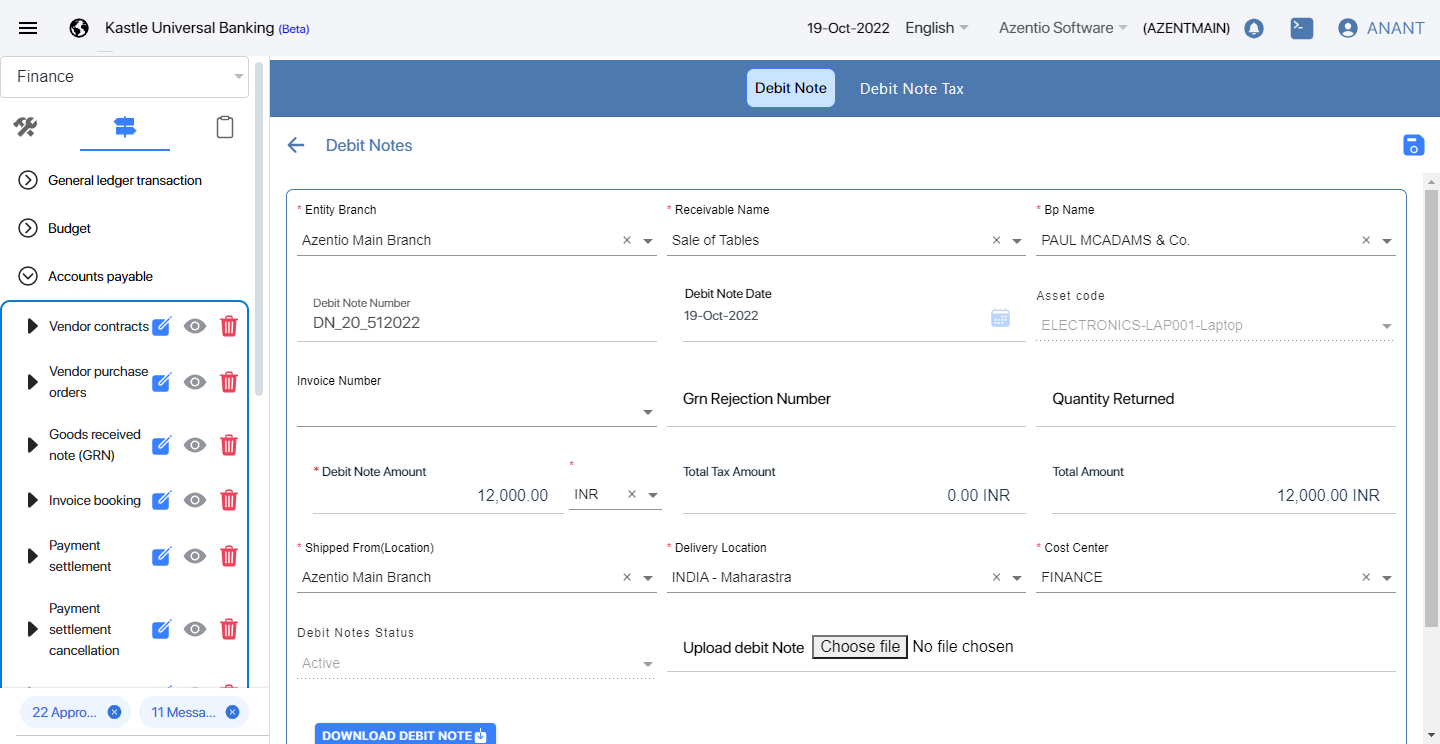 Kastle Universal Banking (Beta)
19-Oct-2022
English
Azentio Software
(AZENTMAIN)
ANANT
Finance
General ledger transaction
Budget
Accounts payable
Vendor contracts
Vendor purchase
orders
Goods received
note (GRN)
Invoice booking
Payment
settlement
Payment
settlement
cancellation
22 Appro...
11 Messa...
Debit Note
Debit Note Tax
Debit Notes
* Entity Branch
Azentio Main Branch
* Receivable Name
Sale of Tables
* Bp Name
PAUL MCADAMS & Co.
Debit Note Number
DN_20_512022
Debit Note Date
19-Oct-2022
Asset code
ELECTRONICS-LAP001-Laptop
Invoice Number
Grn Rejection Number
Quantity Returned
* Debit Note Amount
12,000.00
*
INR
Total Tax Amount
0.00 INR
Total Amount
12,000.00 INR
* Shipped From(Location)
Azentio Main Branch
* Delivery Location
INDIA - Maharastra
* Cost Center
FINANCE
Debit Notes Status
Active
Upload debit Note Choose file No file chosen
DOWNLOAD DEBIT NOTE